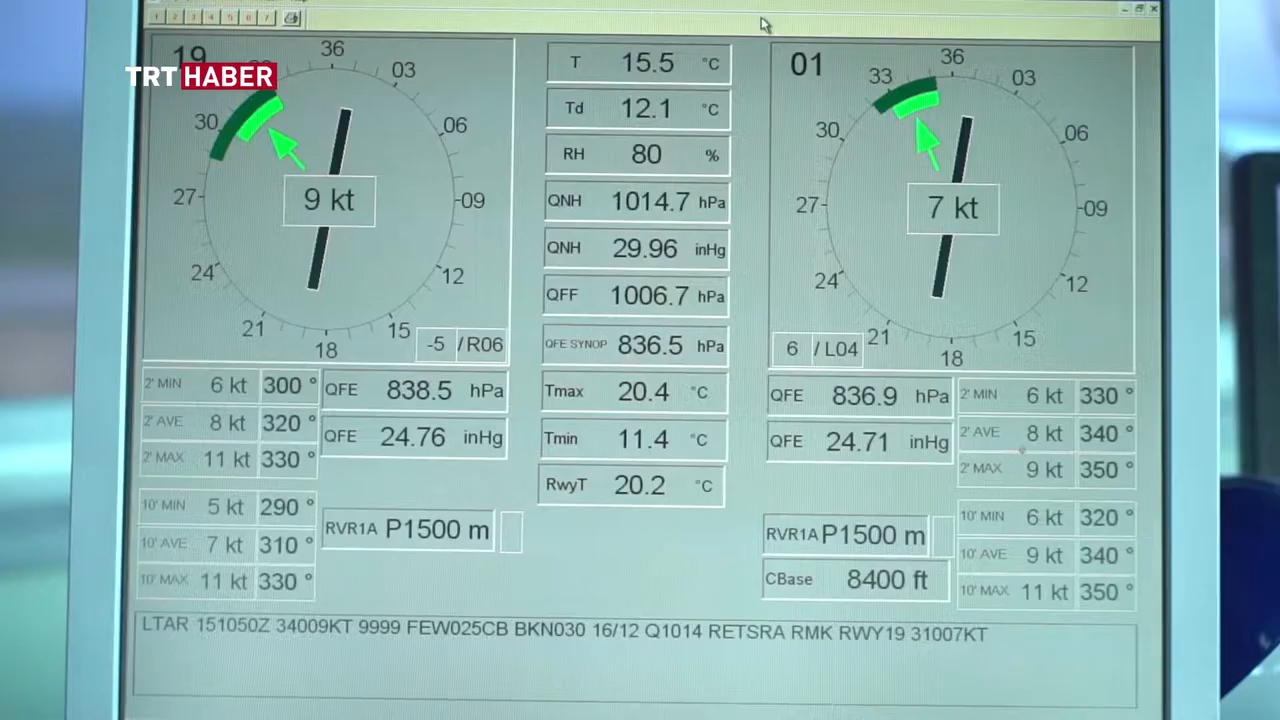 1 2 3 4 5 6 7
TRT HABER
19
36
03
06
09
12
15
18
21
24
27
30
9 kt
-5 /R06
T 15.5 °C
Td 12.1 °C
RH 80 %
QNH 1014.7 hPa
QNH 29.96 inHg
QFF 1006.7 hPa
QFE SYNOP 836.5 hPa
Tmax 20.4 °C
Tmin 11.4 °C
RwyT 20.2 °C
01
36
03
06
09
12
15
18
21
24
27
30
33
7 kt
6 / L04
2' MIN 6 kt 300 °
2' AVE 8 kt 320 °
2' MAX 11 kt 330 °
10' MIN 5 kt 290 °
10' AVE 7 kt 310 °
10' MAX 11 kt 330 °
QFE 838.5 hPa
QFE 24.76 inHg
RVR1A P1500 m
QFE 836.9 hPa
QFE 24.71 inHg
RVR1A P1500 m
CBase 8400 ft
2' MIN 6 kt 330 °
2' AVE 8 kt 340 °
2' MAX 9 kt 350 °
10' MIN 6 kt 320 °
10' AVE 9 kt 340 °
10' MAX 11 kt 350 °
LTAR 151050Z 34009KT 9999 FEW025CB BKN030 16/12 Q1014 RETSRA RMK RWY19 31007KT